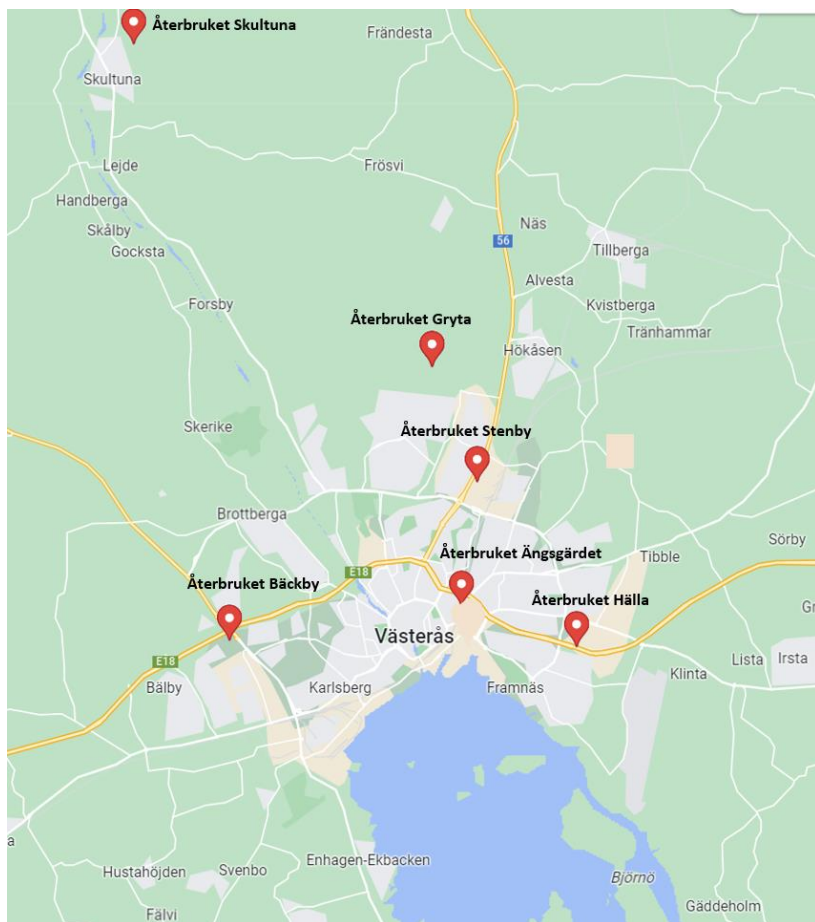 Återbruket Skultuna
Frändesta
Skultuna
Lejde
Frösvi
Handberga
Skålby
Gocksta
Näs
56
Tillberga
Alvesta
Kvistberga
Forsby
Återbruket Gryta
Tränhammar
Hökåsen
Skerike
Återbruket Stenby
Brottberga
Sörby
Återbruket Ängsgärdet
Tibble
E18
Återbruket Bäckby
Återbruket Hälla
Gr
Västerås
E18
Bälby
Karlsberg
Framnäs
Klinta
Lista
Irsta
a
Hustahöjden
Svenbo
Enhagen-Ekbacken
Björnö
Fälvi
Gäddeholm